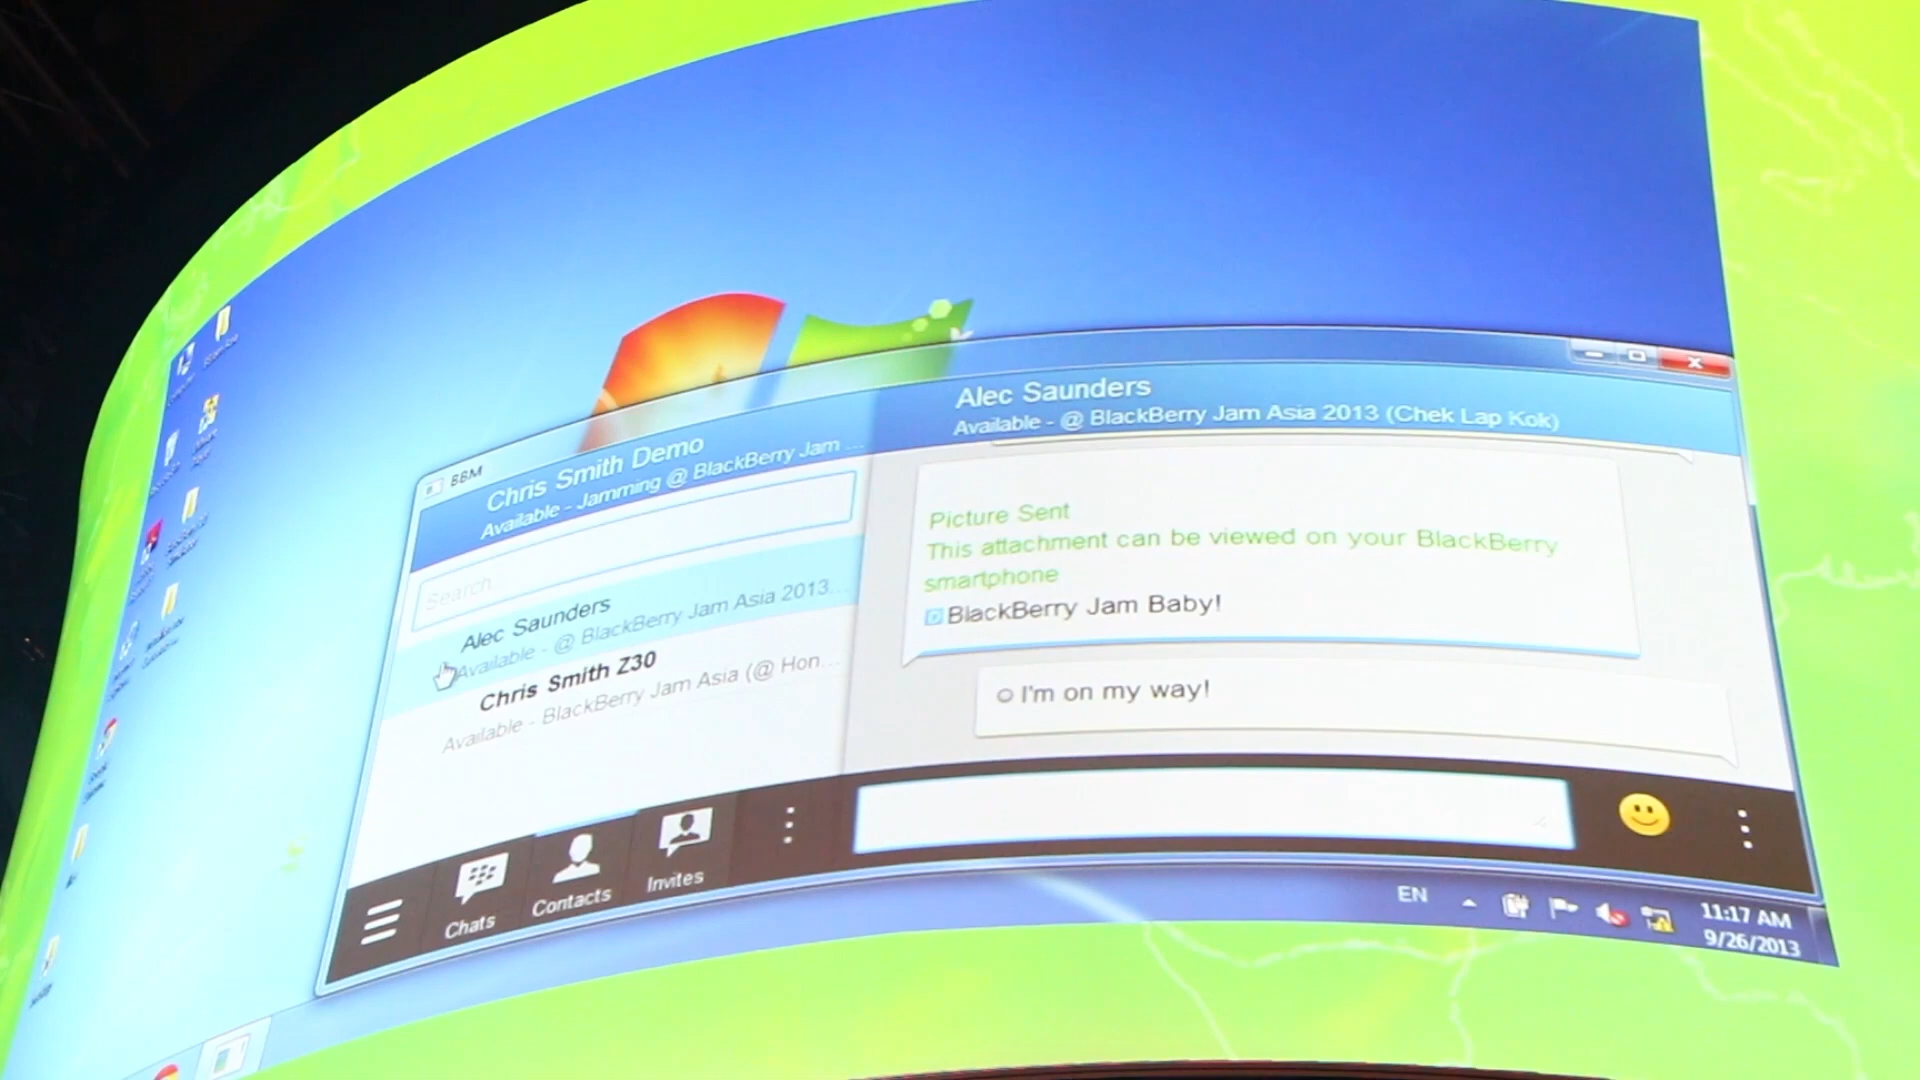 BBM
Chris Smith Demo
Available - Jamming @ BlackBerry Jam ...
Search
Alec Saunders
Available - @ BlackBerry Jam Asia 2013...
Chris Smith Z30
Available - BlackBerry Jam Asia (@ Hon...
Chats
Contacts
Invites
Alec Saunders
Available - @ BlackBerry Jam Asia 2013 (Chek Lap Kok)
Picture Sent
This attachment can be viewed on your BlackBerry
smartphone
BlackBerry Jam Baby!
I'm on my way!
EN
11:17 AM
9/26/2013